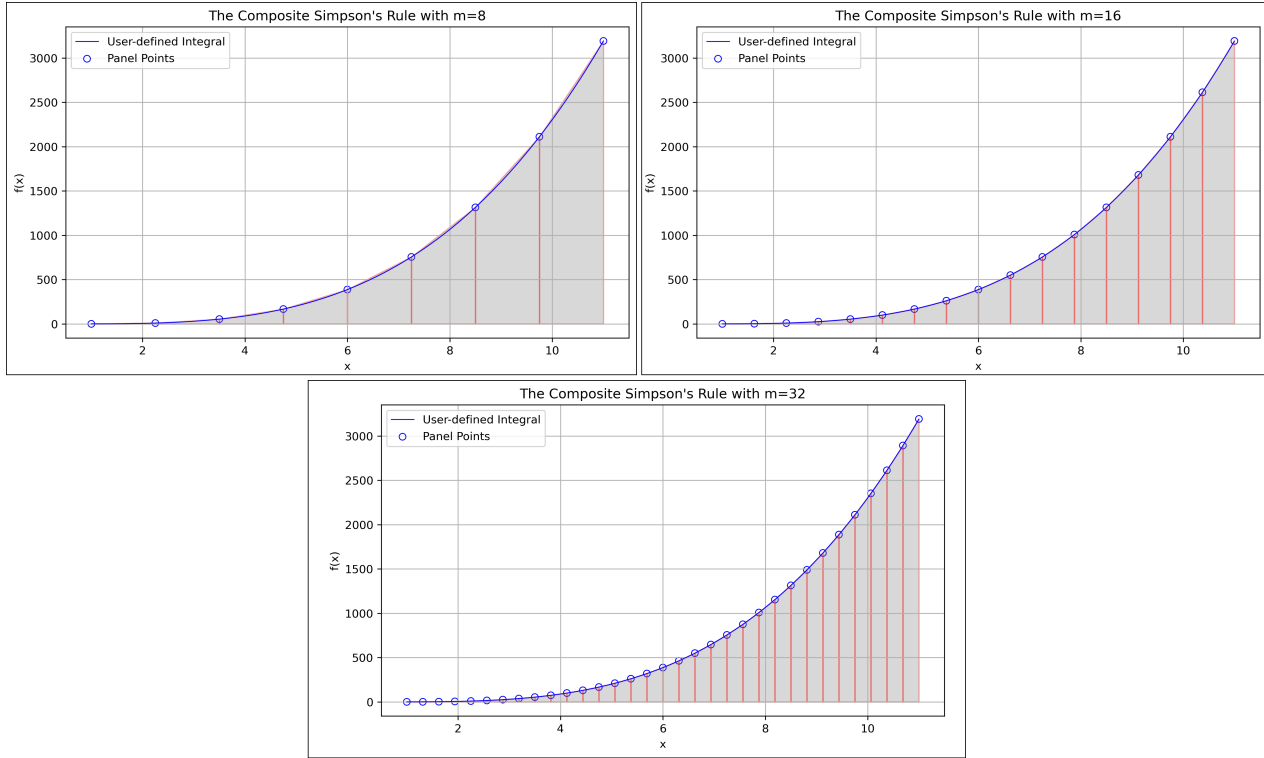 The Composite Simpson's Rule with m=8
User-defined Integral
Panel Points
3000
2500
2000
1500
1000
500
0
f(x)
2 4 6 8 10
x
The Composite Simpson's Rule with m=16
User-defined Integral
Panel Points
3000
2500
2000
1500
1000
500
0
f(x)
2 4 6 8 10
x
The Composite Simpson's Rule with m=32
User-defined Integral
Panel Points
3000
2500
2000
1500
1000
500
0
f(x)
2 4 6 8 10
x